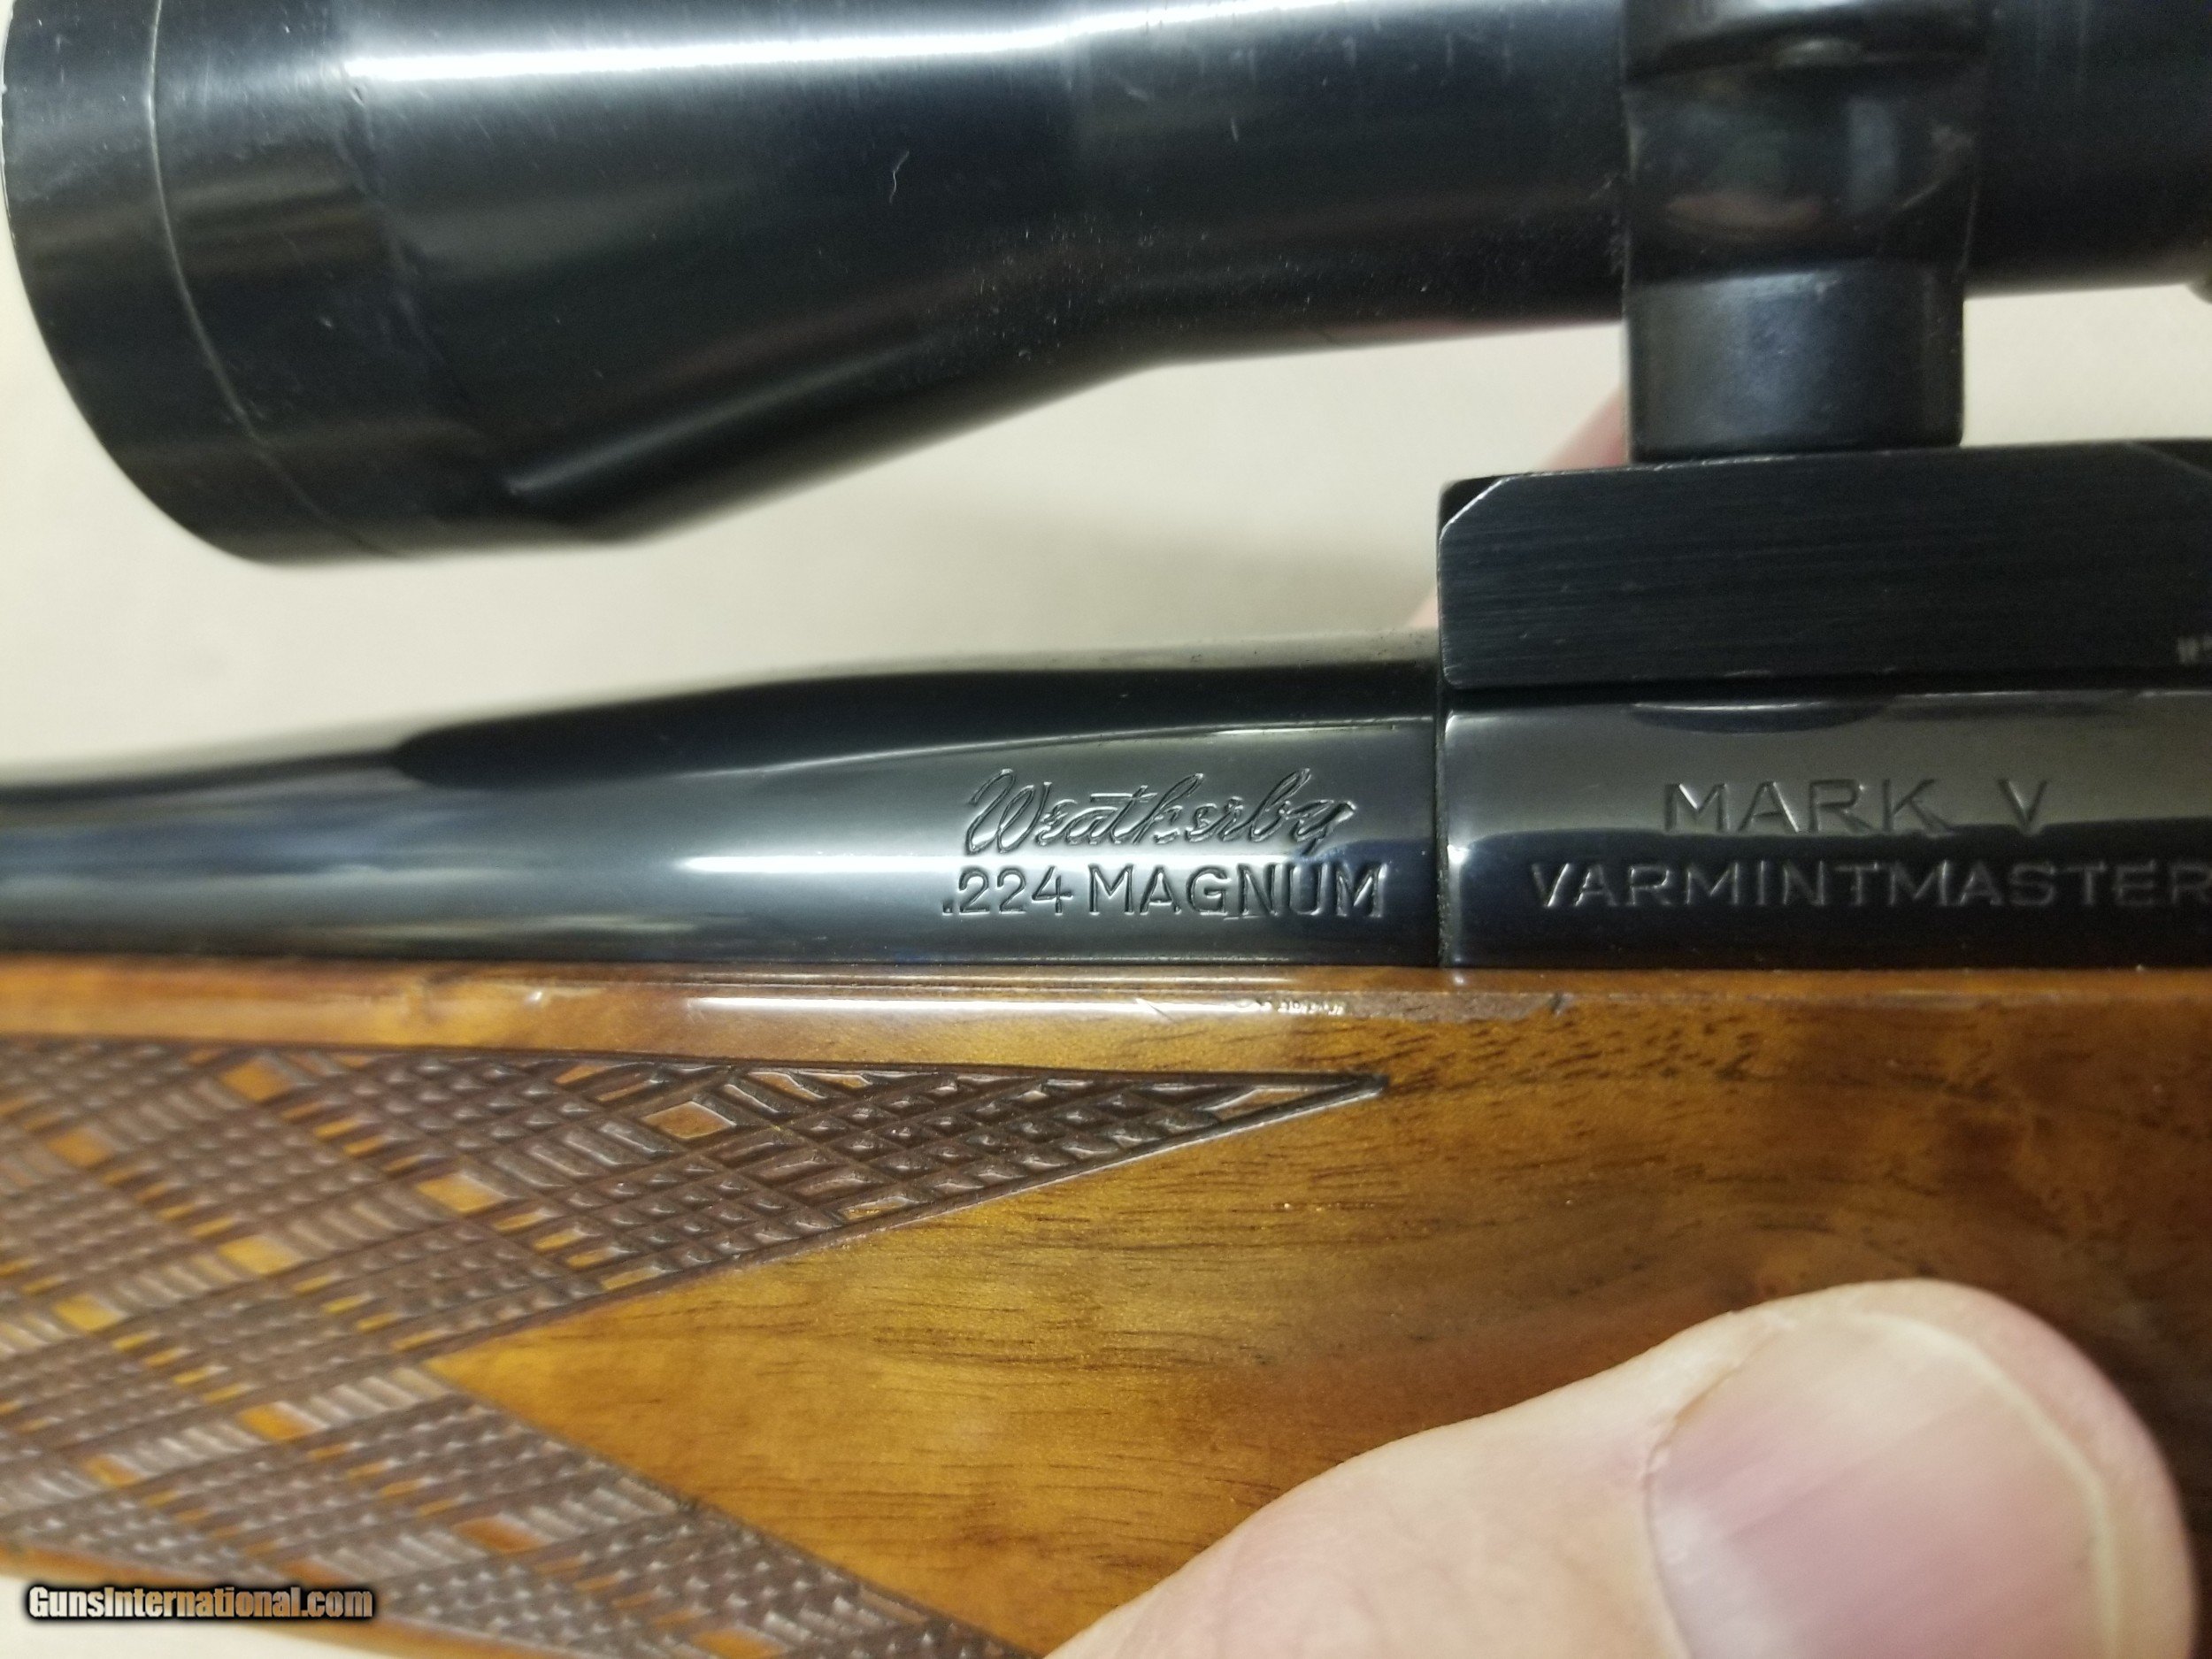 Weatherby
.224 MAGNUM
MARK V
VARMINTMASTER
GunsInternational.com